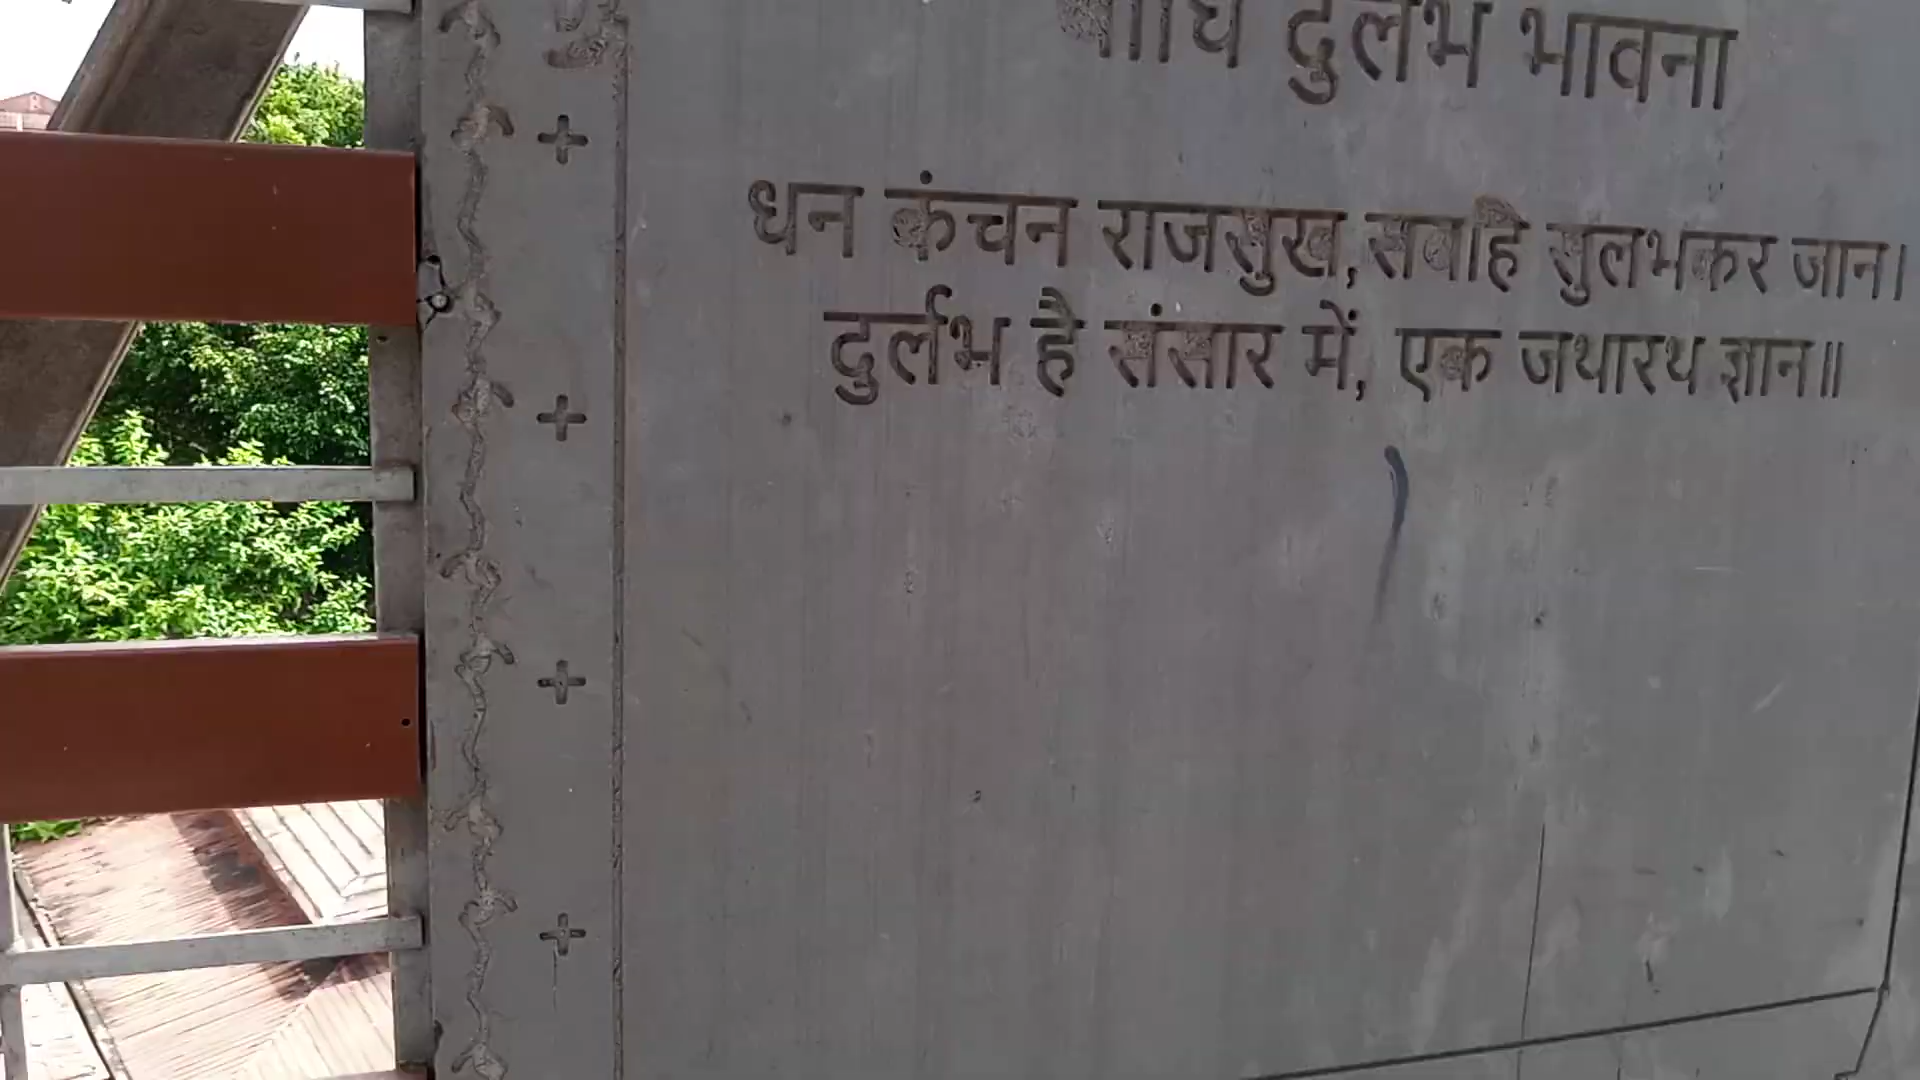 बोधि दुर्लभ भावना
धन कंचन राजसुख,सबहि सुलभकर जान।
दुर्लभ है संसार में, एक जथारथ ज्ञान॥